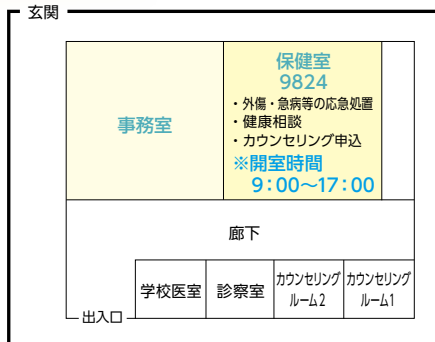 玄関
事務室
保健室
9824
・外傷・急病等の応急処置
・健康相談
・カウンセリング申込
※開室時間
9：00〜17：00
廊下
学校医室
診察室
カウンセリング
ルーム2
カウンセリング
ルーム1
出入口